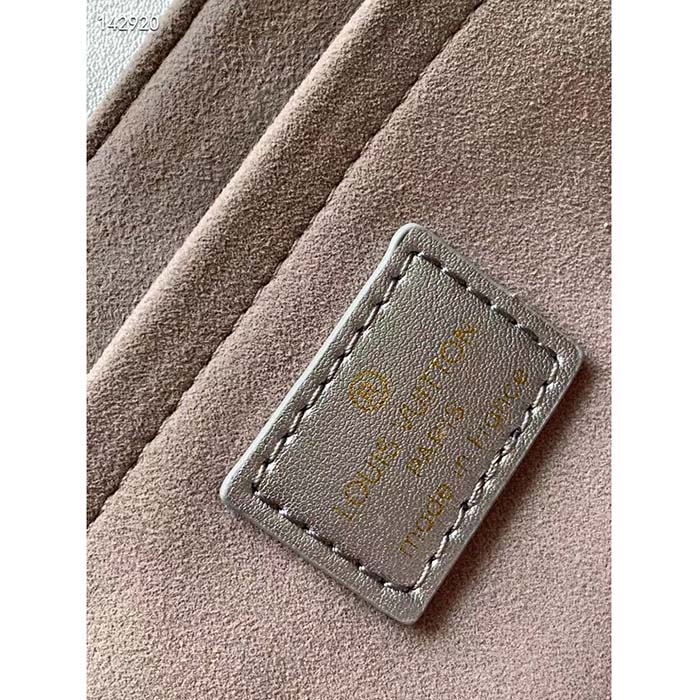 142920
®
LOUIS VUITTON
PARIS
made in France